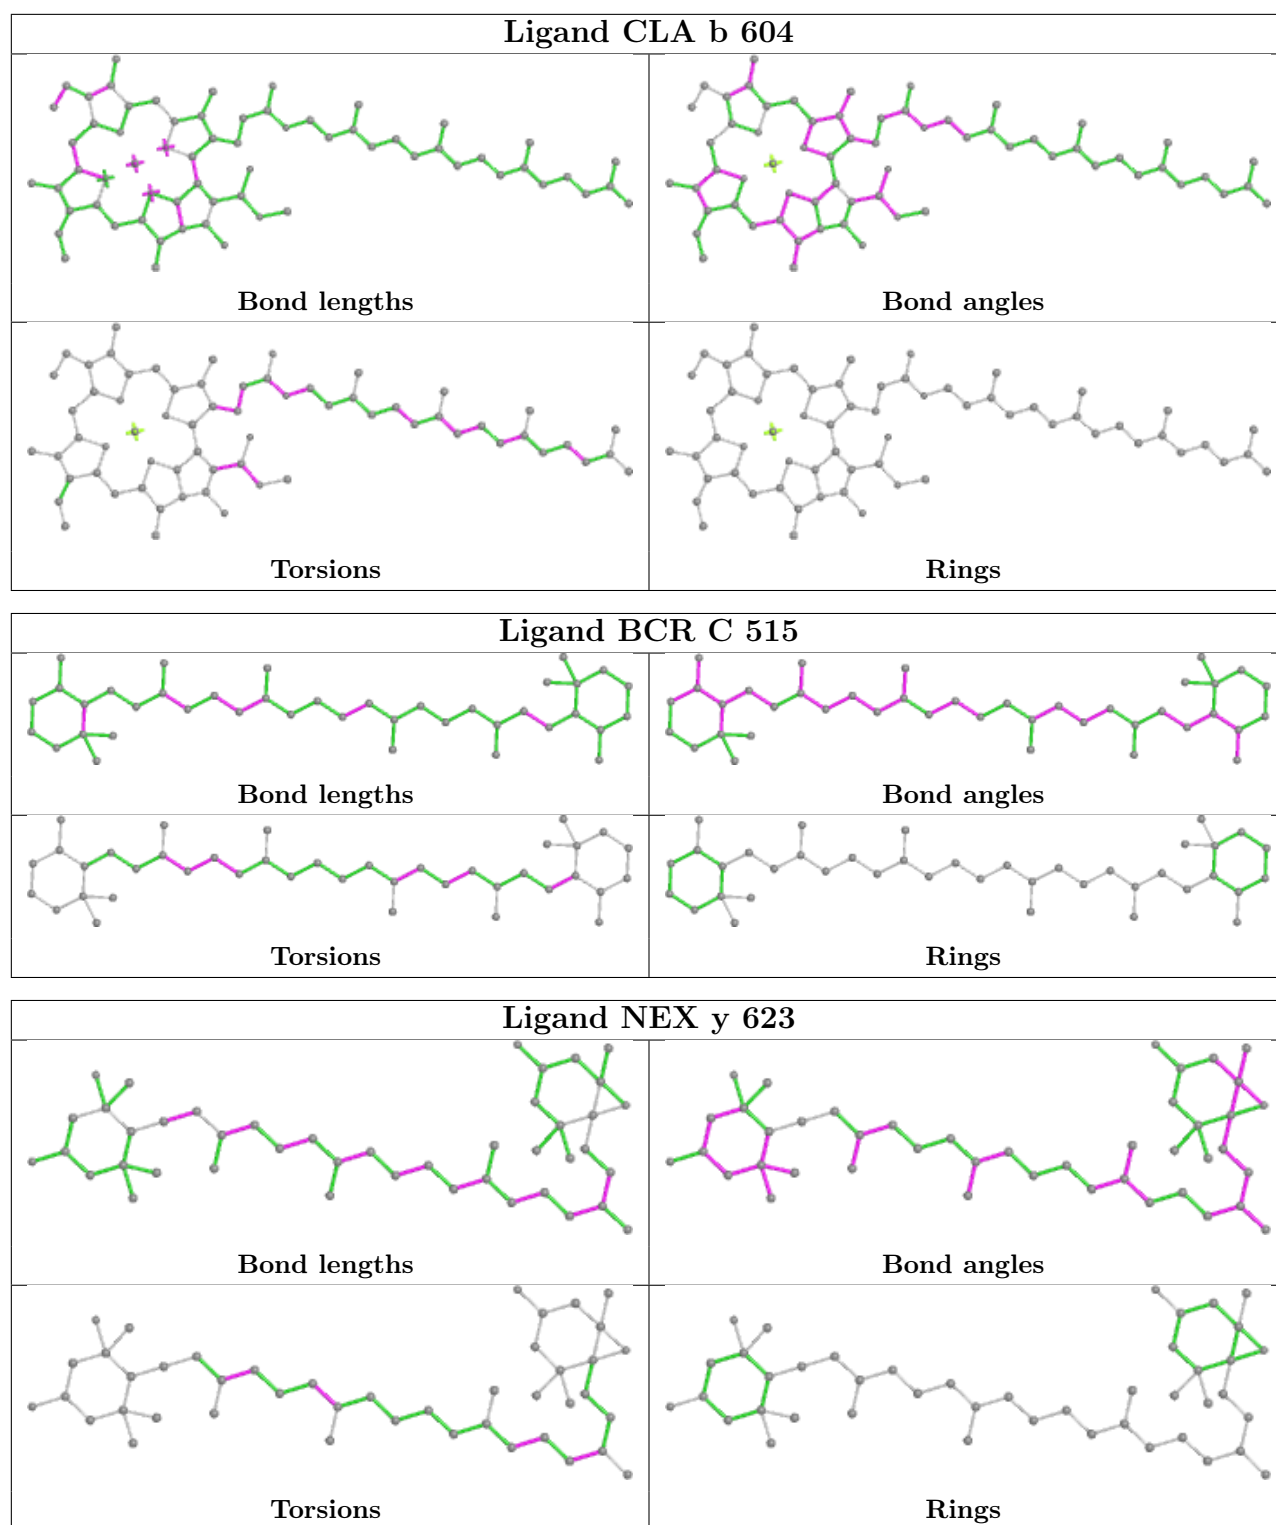 Ligand CLA b 604
Bond lengths
Bond angles
Torsions
Rings
Ligand BCR C 515
Bond lengths
Bond angles
Torsions
Rings
Ligand NEX y 623
Bond lengths
Bond angles
Torsions
Rings